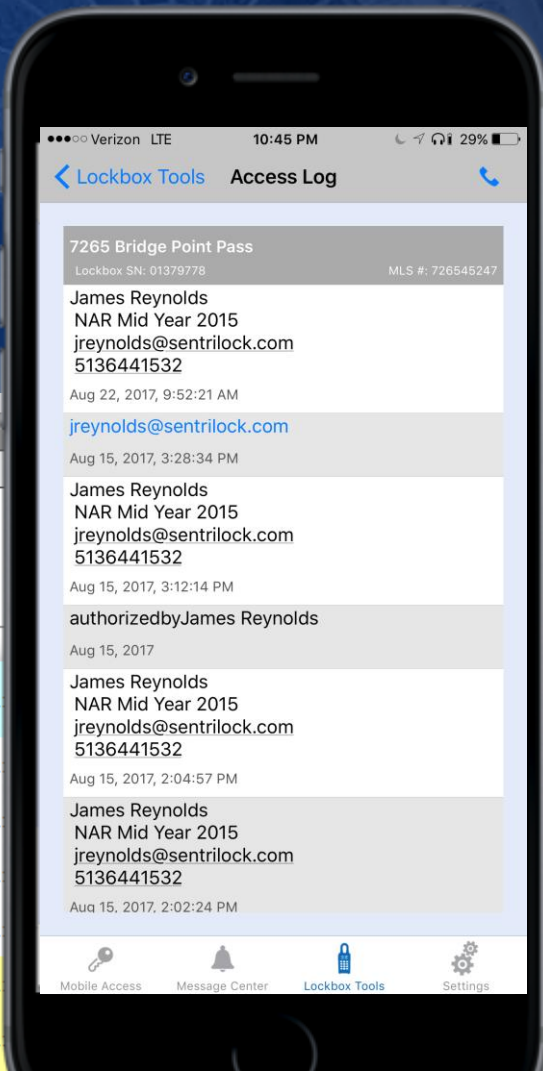 Verizon LTE 10:45 PM 29%
Lockbox Tools Access Log
7265 Bridge Point Pass
Lockbox SN: 01379778 MLS #: 726545247
James Reynolds
NAR Mid Year 2015
jreynolds@sentrilock.com
5136441532
Aug 22, 2017, 9:52:21 AM
jreynolds@sentrilock.com
Aug 15, 2017, 3:28:34 PM
James Reynolds
NAR Mid Year 2015
jreynolds@sentrilock.com
5136441532
Aug 15, 2017, 3:12:14 PM
authorizedbyJames Reynolds
Aug 15, 2017
James Reynolds
NAR Mid Year 2015
jreynolds@sentrilock.com
5136441532
Aug 15, 2017, 2:04:57 PM
James Reynolds
NAR Mid Year 2015
jreynolds@sentrilock.com
5136441532
Aug 15, 2017, 2:02:24 PM
Mobile Access Message Center Lockbox Tools Settings